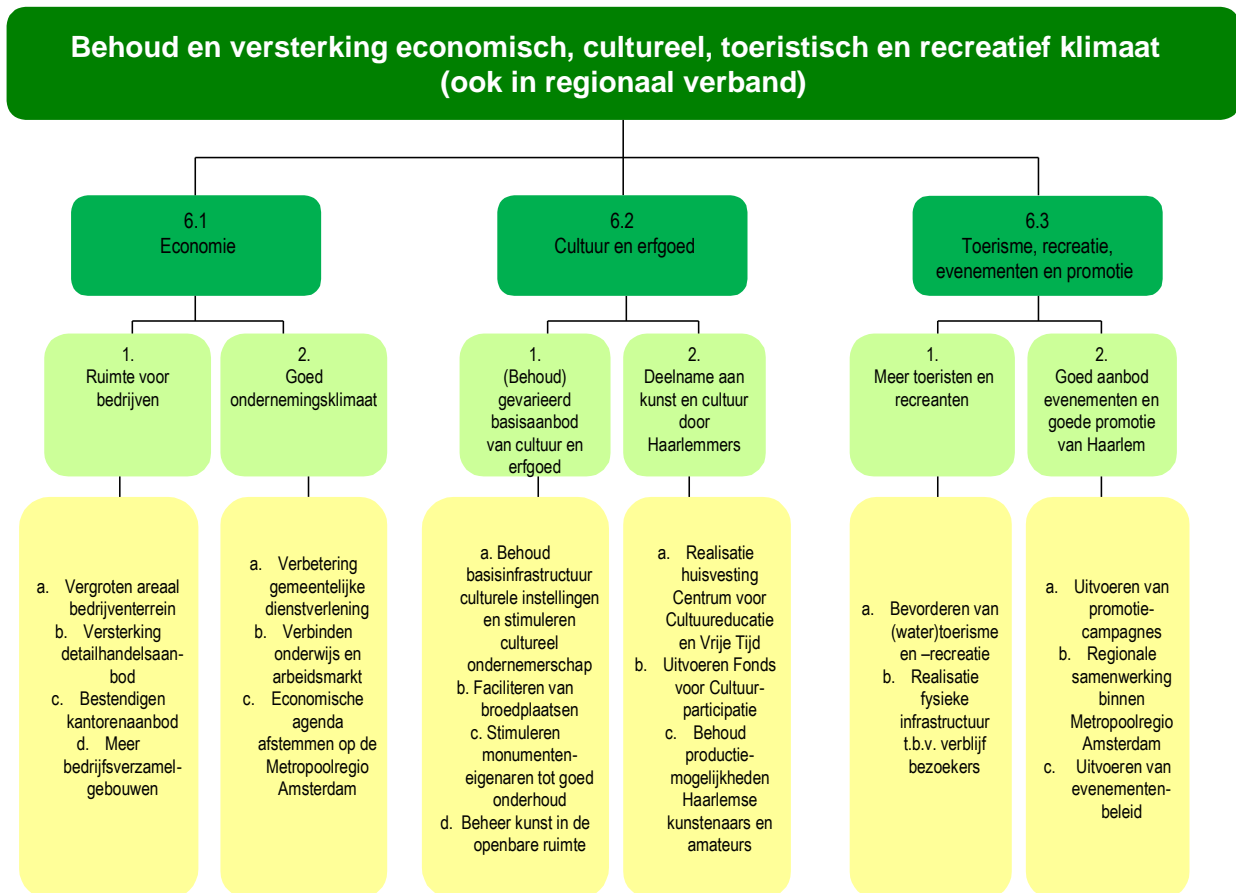 Behoud en versterking economisch, cultureel, toeristisch en recreatief klimaat
(ook in regionaal verband)
6.1
Economie
6.2
Cultuur en erfgoed
6.3
Toerisme, recreatie,
evenementen en promotie
1.
Ruimte voor
bedrijven
2.
Goed
ondernemingsklimaat
1.
(Behoud)
gevarieerd
basisaanbod
van cultuur en
erfgoed
2.
Deelname aan
kunst en cultuur
door
Haarlemmers
1.
Meer toeristen en
recreanten
2.
Goed aanbod
evenementen en
goede promotie
van Haarlem
a. Vergroten areaal
bedrijventerrein
b. Versterking
detailhandelsaan-
bod
c. Bestendigen
kantorenaanbod
d. Meer
bedrijfsverzamel-
gebouwen
a. Verbetering
gemeentelijke
dienstverlening
b. Verbinden
onderwijs en
arbeidsmarkt
c. Economische
agenda
afstemmen op de
Metropoolregio
Amsterdam
a. Behoud
basisinfrastructuur
culturele instellingen
en stimuleren
cultureel
ondernemerschap
b. Faciliteren van
broedplaatsen
c. Stimuleren
monumenten-
eigenaren tot goed
onderhoud
d. Beheer kunst in de
openbare ruimte
a. Realisatie
huisvesting
Centrum voor
Cultuureducatie
en Vrije Tijd
b. Uitvoeren Fonds
voor Cultuur-
participatie
c. Behoud
productie-
mogelijkheden
Haarlemse
kunstenaars en
amateurs
a. Bevorderen van
(water)toerisme
en –recreatie
b. Realisatie
fysieke
infrastructuur
t.b.v. verblijf
bezoekers
a. Uitvoeren van
promotie-
campagnes
b. Regionale
samenwerking
binnen
Metropoolregio
Amsterdam
c. Uitvoeren van
evenementen-
beleid